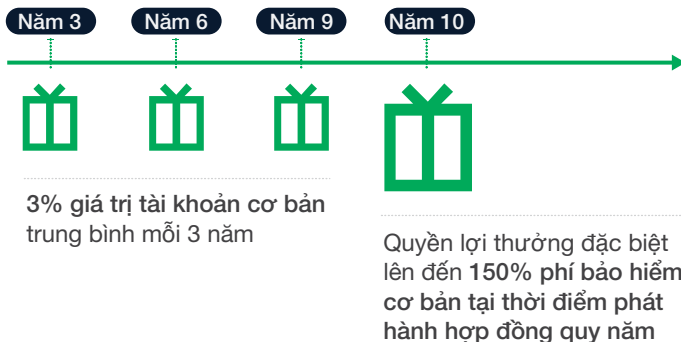 Năm 3
Năm 6
Năm 9
Năm 10
3% giá trị tài khoản cơ bản
trung bình mỗi 3 năm
Quyền lợi thưởng đặc biệt
lên đến 150% phí bảo hiểm
cơ bản tại thời điểm phát
hành hợp đồng quy năm